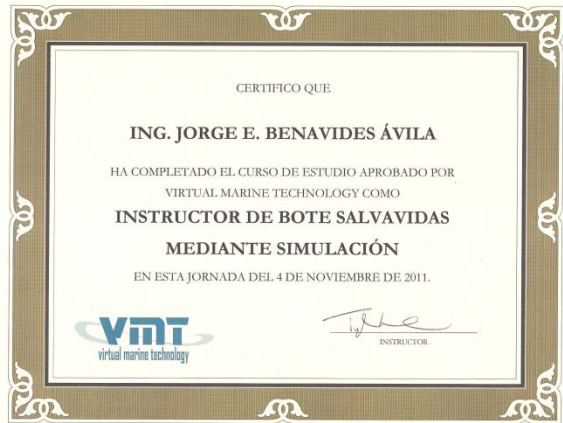 CERTIFICO QUE
ING. JORGE E. BENAVIDES ÁVILA
HA COMPLETADO EL CURSO DE ESTUDIO APROBADO POR
VIRTUAL MARINE TECHNOLOGY COMO
INSTRUCTOR DE BOTE SALVAVIDAS
MEDIANTE SIMULACIÓN
EN ESTA JORNADA DEL 4 DE NOVIEMBRE DE 2011.
VMT
virtual marine technology
INSTRUCTOR